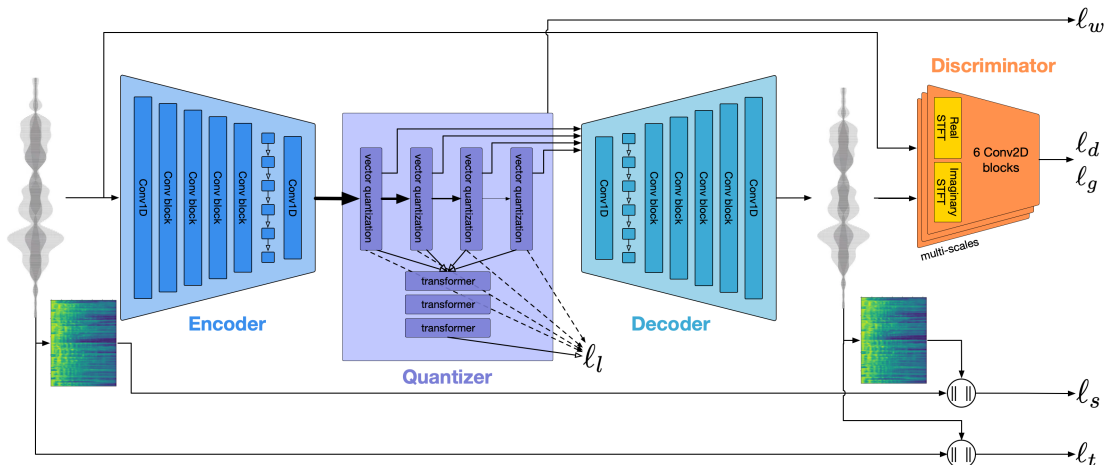 ℓw
Discriminator
Conv1D
Conv block
Conv block
Conv block
Conv block
Conv1D
vector quantization
vector quantization
vector quantization
vector quantization
Conv1D
Conv block
Conv block
Conv block
Conv block
Conv1D
Real STFT
Imaginary STFT
6 Conv2D
blocks
multi-scales
ℓd
ℓg
transformer
transformer
transformer
Encoder
Decoder
ℓl
Quantizer
|| ||
ℓs
|| ||
ℓt